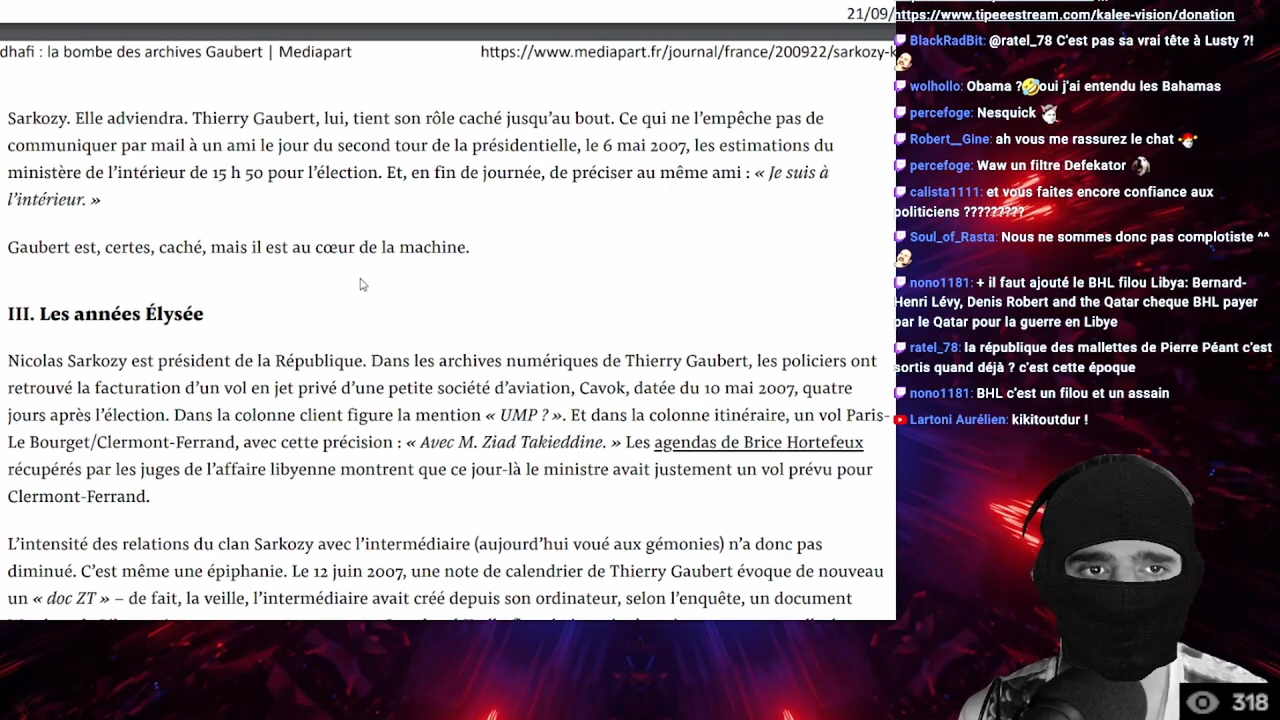 21/09/
dhafi : la bombe des archives Gaubert | Mediapart
https://www.mediapart.fr/journal/france/200922/sarkozy-k
Sarkozy. Elle adviendra. Thierry Gaubert, lui, tient son rôle caché jusqu’au bout. Ce qui ne l’empêche pas de
communiquer par mail à un ami le jour du second tour de la présidentielle, le 6 mai 2007, les estimations du
ministère de l’intérieur de 15 h 50 pour l’élection. Et, en fin de journée, de préciser au même ami : « Je suis à
l’intérieur. »
Gaubert est, certes, caché, mais il est au cœur de la machine.
III. Les années Élysée
Nicolas Sarkozy est président de la République. Dans les archives numériques de Thierry Gaubert, les policiers ont
retrouvé la facturation d’un vol en jet privé d’une petite société d’aviation, Cavok, datée du 10 mai 2007, quatre
jours après l’élection. Dans la colonne client figure la mention « UMP ? ». Et dans la colonne itinéraire, un vol Paris-
Le Bourget/Clermont-Ferrand, avec cette précision : « Avec M. Ziad Takieddine. » Les agendas de Brice Hortefeux
récupérés par les juges de l’affaire libyenne montrent que ce jour-là le ministre avait justement un vol prévu pour
Clermont-Ferrand.
L’intensité des relations du clan Sarkozy avec l’intermédiaire (aujourd’hui voué aux gémonies) n’a donc pas
diminué. C’est même une épiphanie. Le 12 juin 2007, une note de calendrier de Thierry Gaubert évoque de nouveau
un « doc ZT » – de fait, la veille, l’intermédiaire avait créé depuis son ordinateur, selon l’enquête, un document
https://www.tipeeestream.com/kalee-vision/donation
BlackRadBit: @ratel_78 C'est pas sa vrai tête à Lusty ?!
wolhollo: Obama ?🤣oui j'ai entendu les Bahamas
percefoge: Nesquick
Robert__Gine: ah vous me rassurez le chat
percefoge: Waw un filtre Defekator
calista1111: et vous faites encore confiance aux
politiciens ?????????
Soul_of_Rasta: Nous ne sommes donc pas complotiste ^^
nono1181: + il faut ajouté le BHL filou Libya: Bernard-
Henri Lévy, Denis Robert and the Qatar cheque BHL payer
par le Qatar pour la guerre en Libye
ratel_78: la république des mallettes de Pierre Péant c'est
sortis quand déjà ? c'est cette époque
nono1181: BHL c'est un filou et un assain
Lartoni Aurélien: kikitoutdur !
318